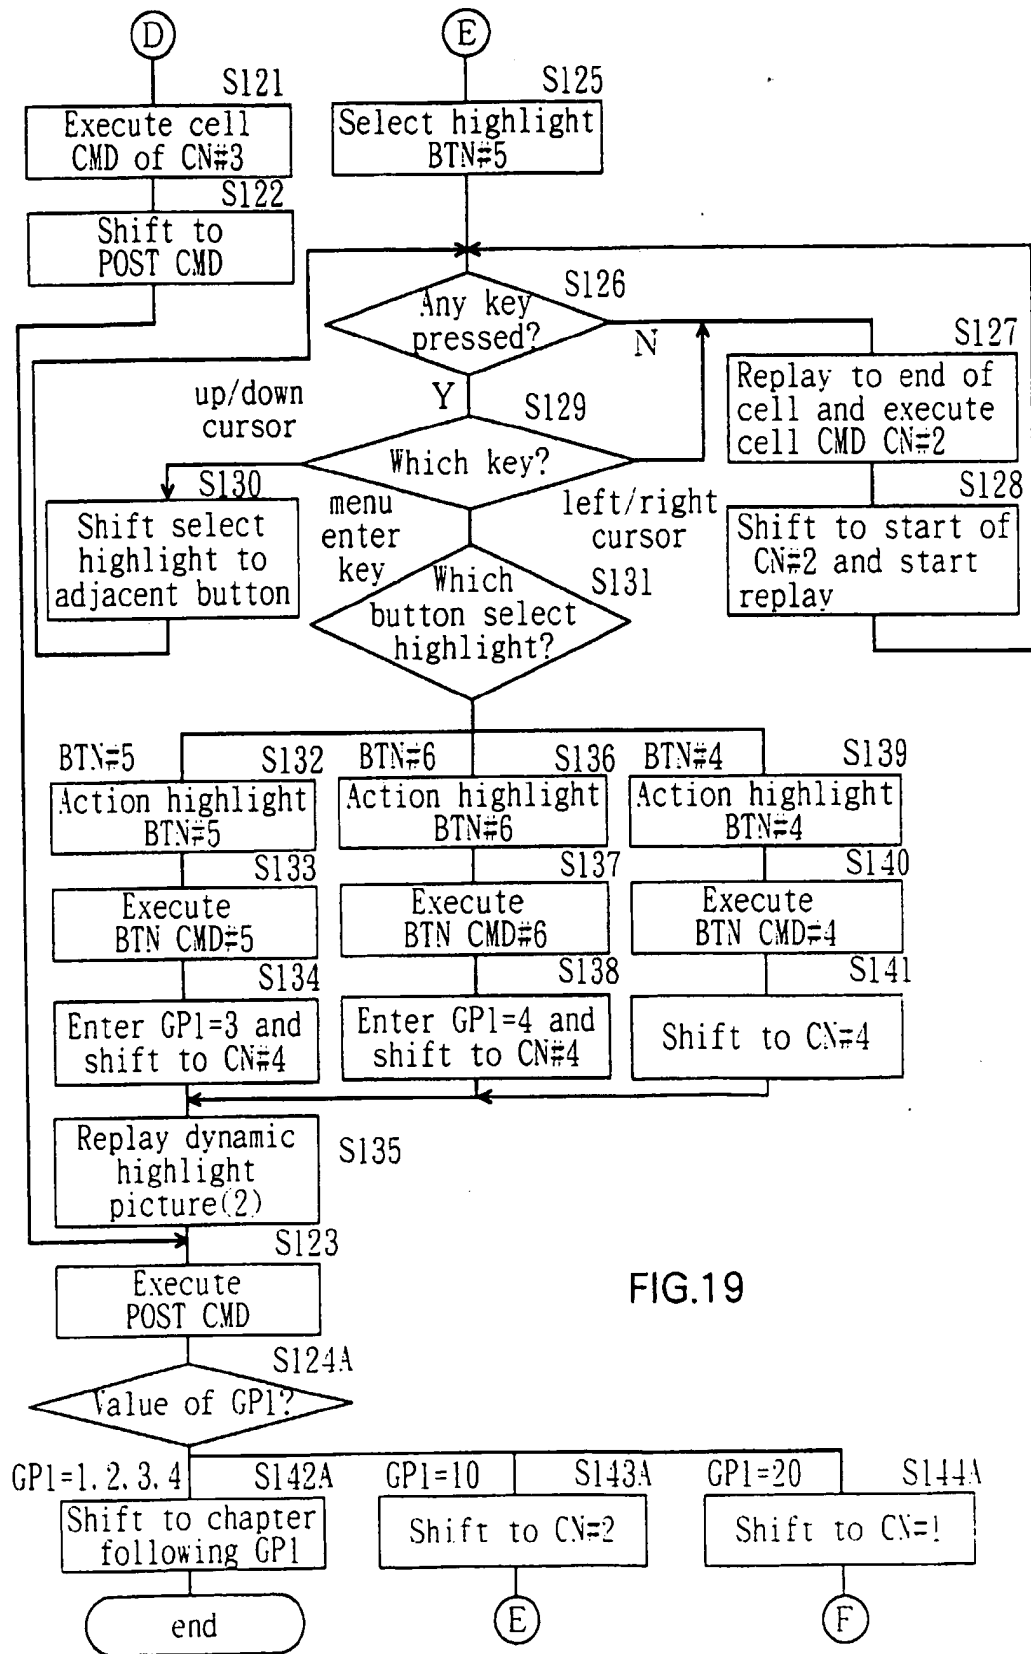 D
E
S121
Execute cell
CMD of CN#3
S122
Shift to
POST CMD
S125
Select highlight
BTN#5
S126
Any key
pressed?
N
Y
S127
Replay to end of
cell and execute
cell CMD CN#2
S128
Shift to start of
CN#2 and start
replay
up/down
cursor
S129
Which key?
S130
Shift select
highlight to
adjacent button
menu
enter
key
left/right
cursor
S131
Which
button select
highlight?
BTN#5
S132
Action highlight
BTN#5
S133
Execute
BTN CMD#5
S134
Enter GP1=3 and
shift to CN#4
BTN#6
S136
Action highlight
BTN#6
S137
Execute
BTN CMD#6
S138
Enter GP1=4 and
shift to CN#4
BTN#4
S139
Action highlight
BTN#4
S140
Execute
BTN CMD#4
S141
Shift to CN#4
Replay dynamic
highlight
picture(2)
S135
S123
Execute
POST CMD
FIG.19
S124A
Value of GP1?
GP1=1, 2, 3, 4
S142A
Shift to chapter
following GP1
end
GP1=10
S143A
Shift to CN#2
E
GP1=20
S144A
Shift to CN#1
F